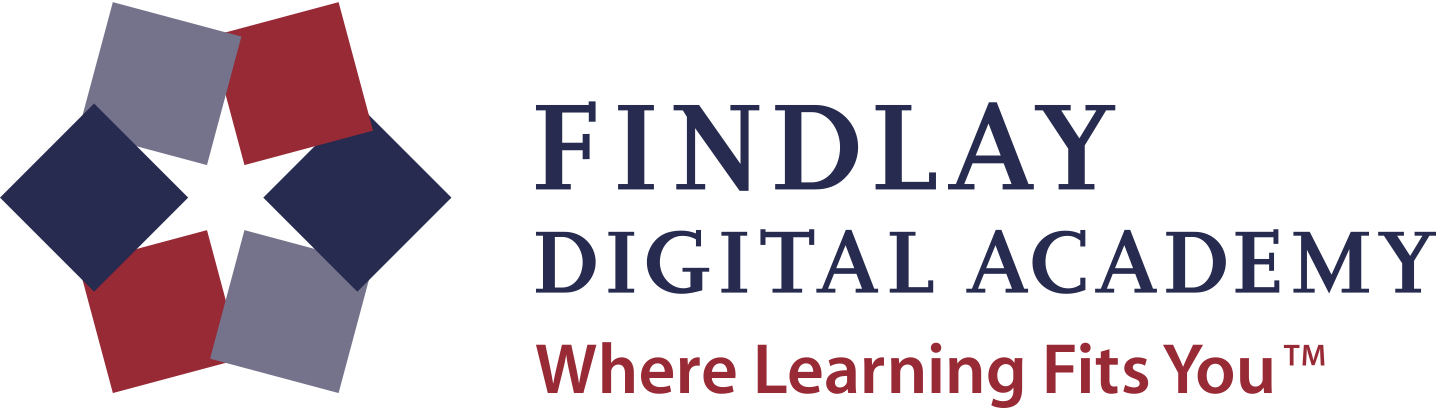 FINDLAY
DIGITAL ACADEMY
Where Learning Fits You™